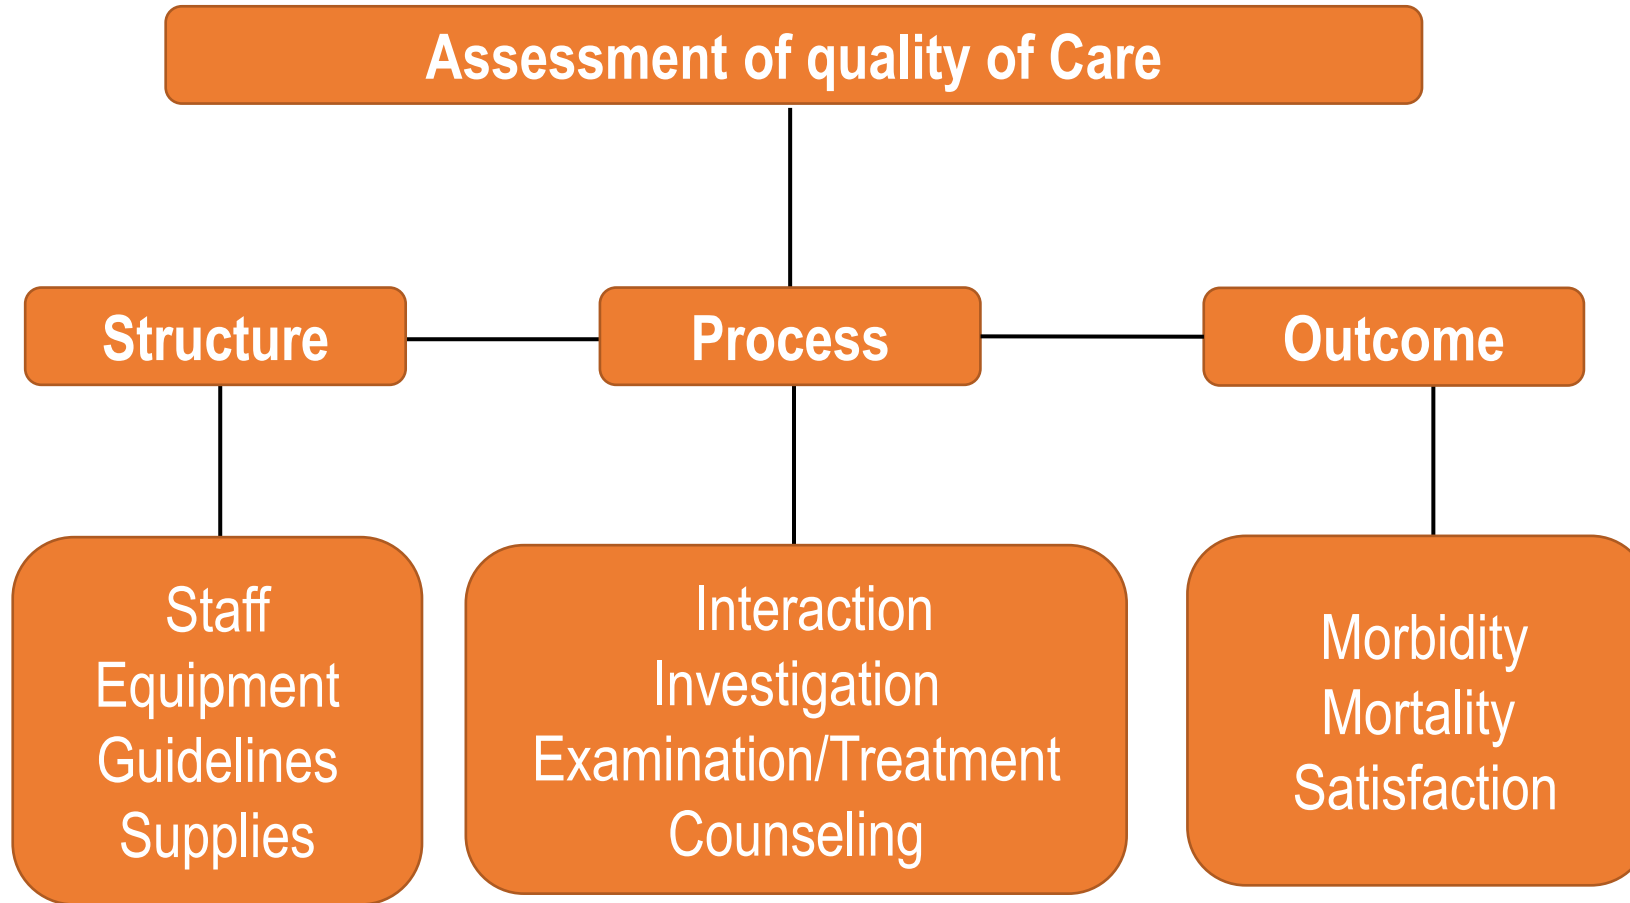 Assessment of quality of Care
Structure
Process
Outcome
Staff
Equipment
Guidelines
Supplies
Interaction
Investigation
Examination/Treatment
Counseling
Morbidity
Mortality
Satisfaction